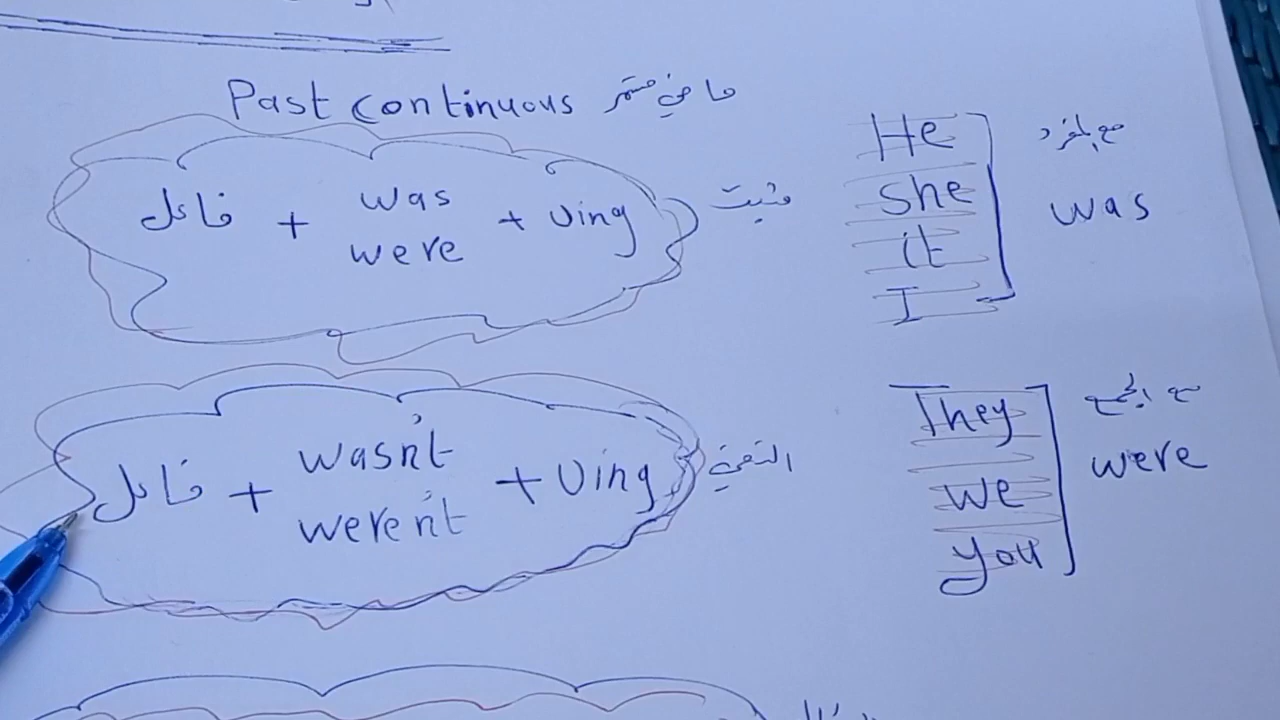 Past continuous ماضي مستمر
فاعل + was + Ving مثبت
were
He مع المفرد
she was
it
I
فاعل + wasn't + Ving النفي
weren't
They مع الجمع
we were
you